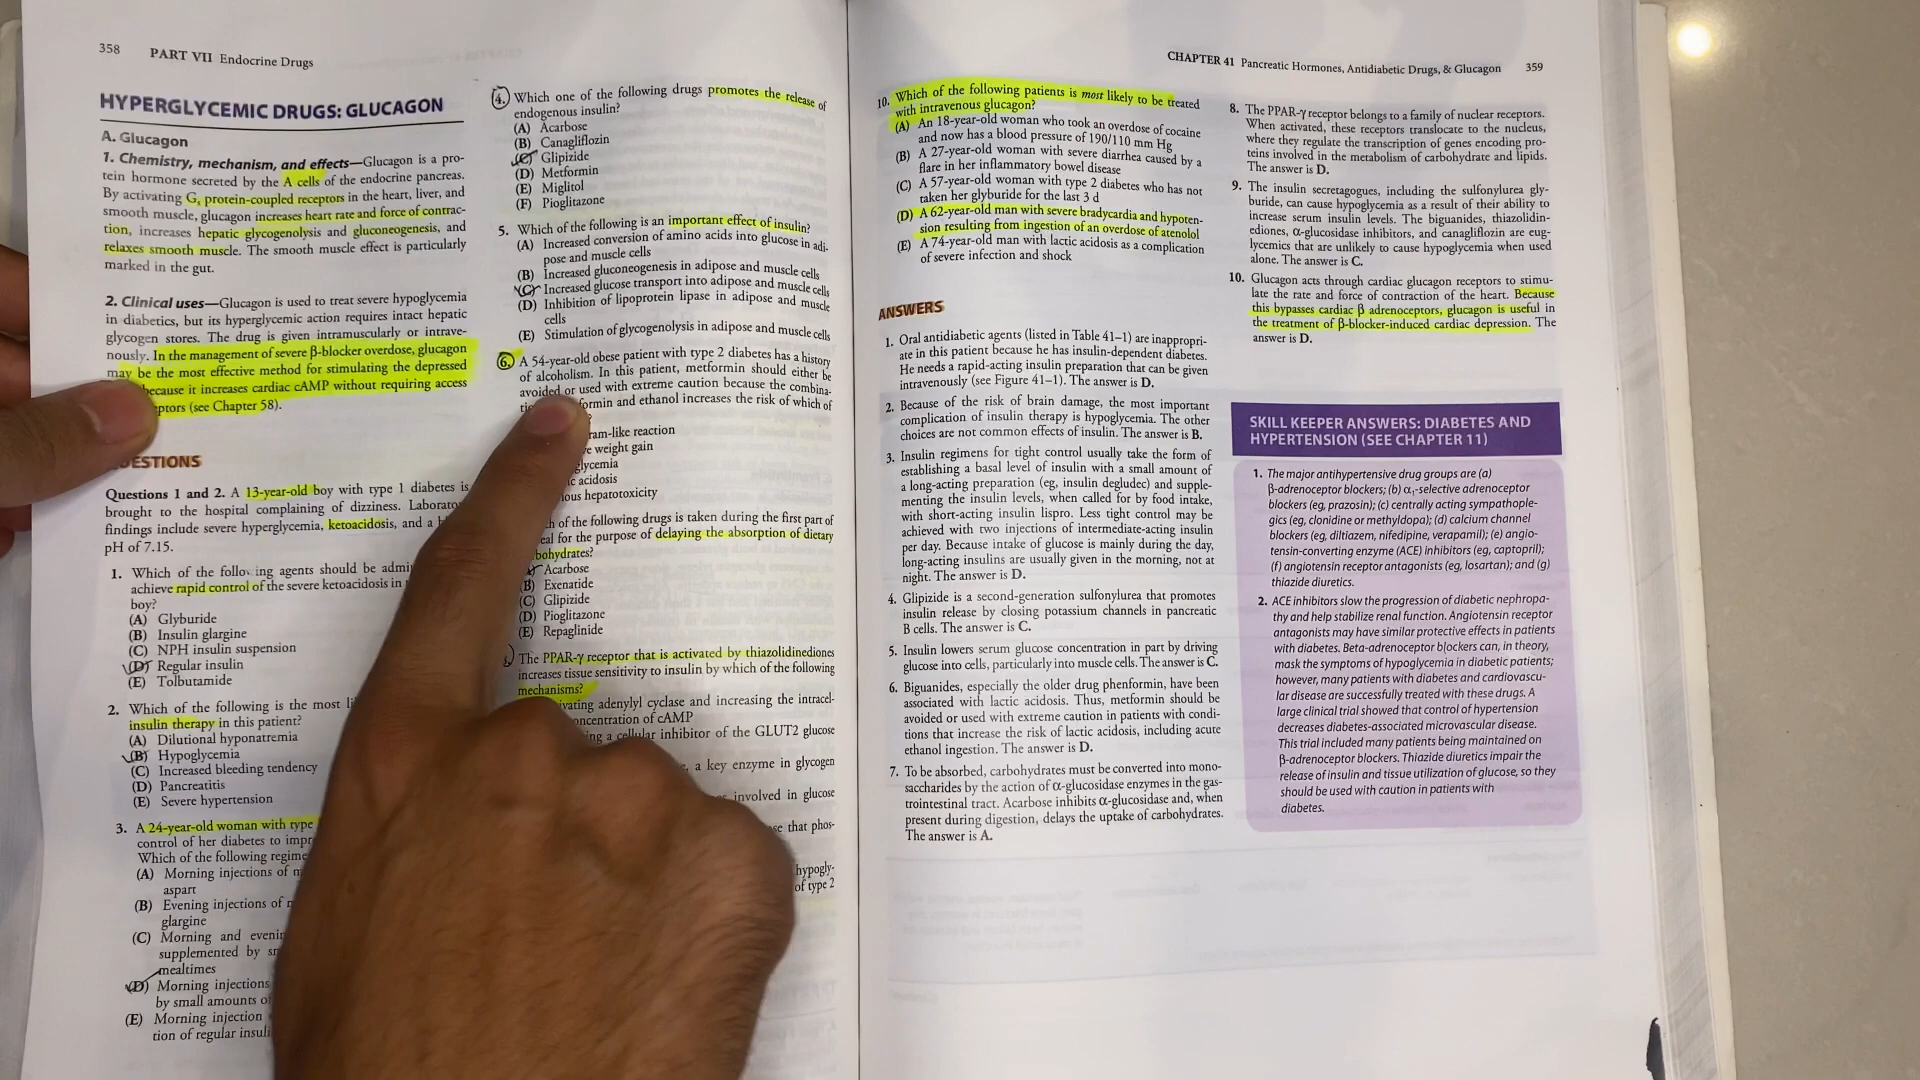 358 PART VII Endocrine Drugs
HYPERGLYCEMIC DRUGS: GLUCAGON
A. Glucagon
1. Chemistry, mechanism, and effects—Glucagon is a pro-
tein hormone secreted by the A cells of the endocrine pancreas.
By activating Gs protein-coupled receptors in the heart, liver, and
smooth muscle, glucagon increases heart rate and force of contrac-
tion, increases hepatic glycogenolysis and gluconeogenesis, and
relaxes smooth muscle. The smooth muscle effect is particularly
marked in the gut.
2. Clinical uses—Glucagon is used to treat severe hypoglycemia
in diabetics, but its hyperglycemic action requires intact hepatic
glycogen stores. The drug is given intramuscularly or intrave-
nously. In the management of severe β-blocker overdose, glucagon
may be the most effective method for stimulating the depressed
because it increases cardiac cAMP without requiring access
ptors (see Chapter 58).
ESTIONS
Questions 1 and 2. A 13-year-old boy with type 1 diabetes is
brought to the hospital complaining of dizziness. Laborato
findings include severe hyperglycemia, ketoacidosis, and a
pH of 7.15.
1. Which of the following agents should be admi
achieve rapid control of the severe ketoacidosis in
boy?
(A) Glyburide
(B) Insulin glargine
(C) NPH insulin suspension
(D) Regular insulin
(E) Tolbutamide
2. Which of the following is the most li
insulin therapy in this patient?
(A) Dilutional hyponatremia
(B) Hypoglycemia
(C) Increased bleeding tendency
(D) Pancreatitis
(E) Severe hypertension
3. A 24-year-old woman with type
control of her diabetes to impr
Which of the following regime
(A) Morning injections of
aspart
(B) Evening injections of
glargine
(C) Morning and evenin
supplemented by
mealtimes
(D) Morning injections
by small amounts of
(E) Morning injection
tion of regular insuli
4. Which one of the following drugs promotes the release of
endogenous insulin?
(A) Acarbose
(B) Canagliflozin
(C) Glipizide
(D) Metformin
(E) Miglitol
(F) Pioglitazone
5. Which of the following is an important effect of insulin?
(A) Increased conversion of amino acids into glucose in adi-
pose and muscle cells
(B) Increased gluconeogenesis in adipose and muscle cells
(C) Increased glucose transport into adipose and muscle cells
(D) Inhibition of lipoprotein lipase in adipose and muscle
cells
(E) Stimulation of glycogenolysis in adipose and muscle cells
6. A 54-year-old obese patient with type 2 diabetes has a history
of alcoholism. In this patient, metformin should either be
avoided or used with extreme caution because the combina-
formin and ethanol increases the risk of which of
ram-like reaction
weight gain
glycemia
acidosis
ious hepatotoxicity
h of the following drugs is taken during the first part of
eal for the purpose of delaying the absorption of dietary
bohydrates?
Acarbose
(B) Exenatide
(C) Glipizide
(D) Pioglitazone
(E) Repaglinide
The PPAR-γ receptor that is activated by thiazolidinediones
increases tissue sensitivity to insulin by which of the following
mechanisms?
ivating adenylyl cyclase and increasing the intracel-
oncentration of cAMP
ing a cellular inhibitor of the GLUT2 glucose
, a key enzyme in glycogen
involved in glucose
that phos-
hypogly-
of type 2
CHAPTER 41 Pancreatic Hormones, Antidiabetic Drugs, & Glucagon 359
10. Which of the following patients is most likely to be treated
with intravenous glucagon?
(A) An 18-year-old woman who took an overdose of cocaine
and now has a blood pressure of 190/110 mm Hg
(B) A 27-year-old woman with severe diarrhea caused by a
flare in her inflammatory bowel disease
(C) A 57-year-old woman with type 2 diabetes who has not
taken her glyburide for the last 3 d
(D) A 62-year-old man with severe bradycardia and hypoten-
sion resulting from ingestion of an overdose of atenolol
(E) A 74-year-old man with lactic acidosis as a complication
of severe infection and shock
ANSWERS
1. Oral antidiabetic agents (listed in Table 41–1) are inappropri-
ate in this patient because he has insulin-dependent diabetes.
He needs a rapid-acting insulin preparation that can be given
intravenously (see Figure 41–1). The answer is D.
2. Because of the risk of brain damage, the most important
complication of insulin therapy is hypoglycemia. The other
choices are not common effects of insulin. The answer is B.
3. Insulin regimens for tight control usually take the form of
establishing a basal level of insulin with a small amount of
a long-acting preparation (eg, insulin degludec) and supple-
menting the insulin levels, when called for by food intake,
with short-acting insulin lispro. Less tight control may be
achieved with two injections of intermediate-acting insulin
per day. Because intake of glucose is mainly during the day,
long-acting insulins are usually given in the morning, not at
night. The answer is D.
4. Glipizide is a second-generation sulfonylurea that promotes
insulin release by closing potassium channels in pancreatic
B cells. The answer is C.
5. Insulin lowers serum glucose concentration in part by driving
glucose into cells, particularly into muscle cells. The answer is C.
6. Biguanides, especially the older drug phenformin, have been
associated with lactic acidosis. Thus, metformin should be
avoided or used with extreme caution in patients with condi-
tions that increase the risk of lactic acidosis, including acute
ethanol ingestion. The answer is D.
7. To be absorbed, carbohydrates must be converted into mono-
saccharides by the action of α-glucosidase enzymes in the gas-
trointestinal tract. Acarbose inhibits α-glucosidase and, when
present during digestion, delays the uptake of carbohydrates.
The answer is A.
8. The PPAR-γ receptor belongs to a family of nuclear receptors.
When activated, these receptors translocate to the nucleus,
where they regulate the transcription of genes encoding pro-
teins involved in the metabolism of carbohydrate and lipids.
The answer is D.
9. The insulin secretagogues, including the sulfonylurea gly-
buride, can cause hypoglycemia as a result of their ability to
increase serum insulin levels. The biguanides, thiazolidin-
ediones, α-glucosidase inhibitors, and canagliflozin are eug-
lycemics that are unlikely to cause hypoglycemia when used
alone. The answer is C.
10. Glucagon acts through cardiac glucagon receptors to stimu-
late the rate and force of contraction of the heart. Because
this bypasses cardiac β adrenoceptors, glucagon is useful in
the treatment of β-blocker-induced cardiac depression. The
answer is D.
SKILL KEEPER ANSWERS: DIABETES AND
HYPERTENSION (SEE CHAPTER 11)
1. The major antihypertensive drug groups are (a)
β-adrenoceptor blockers; (b) α1-selective adrenoceptor
blockers (eg, prazosin); (c) centrally acting sympathople-
gics (eg, clonidine or methyldopa); (d) calcium channel
blockers (eg, diltiazem, nifedipine, verapamil); (e) angio-
tensin-converting enzyme (ACE) inhibitors (eg, captopril);
(f) angiotensin receptor antagonists (eg, losartan); and (g)
thiazide diuretics.
2. ACE inhibitors slow the progression of diabetic nephropa-
thy and help stabilize renal function. Angiotensin receptor
antagonists may have similar protective effects in patients
with diabetes. Beta-adrenoceptor blockers can, in theory,
mask the symptoms of hypoglycemia in diabetic patients;
however, many patients with diabetes and cardiovascu-
lar disease are successfully treated with these drugs. A
large clinical trial showed that control of hypertension
decreases diabetes-associated microvascular disease.
This trial included many patients being maintained on
β-adrenoceptor blockers. Thiazide diuretics impair the
release of insulin and tissue utilization of glucose, so they
should be used with caution in patients with
diabetes.